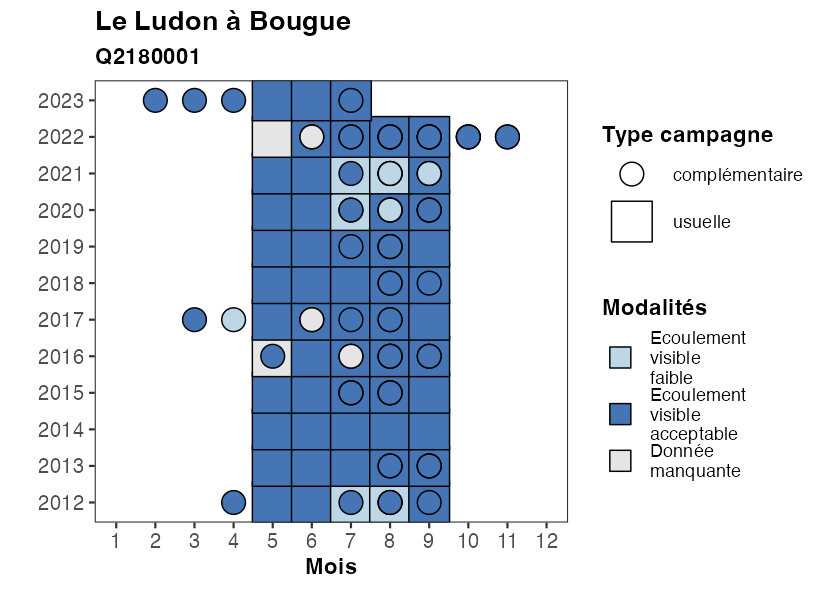 Le Ludon à Bougue
Q2180001
2023
2022
2021
2020
2019
2018
2017
2016
2015
2014
2013
2012
1 2 3 4 5 6 7 8 9 10 11 12
Mois
Type campagne
complémentaire
usuelle
Modalités
Ecoulement
visible
faible
Ecoulement
visible
acceptable
Donnée
manquante